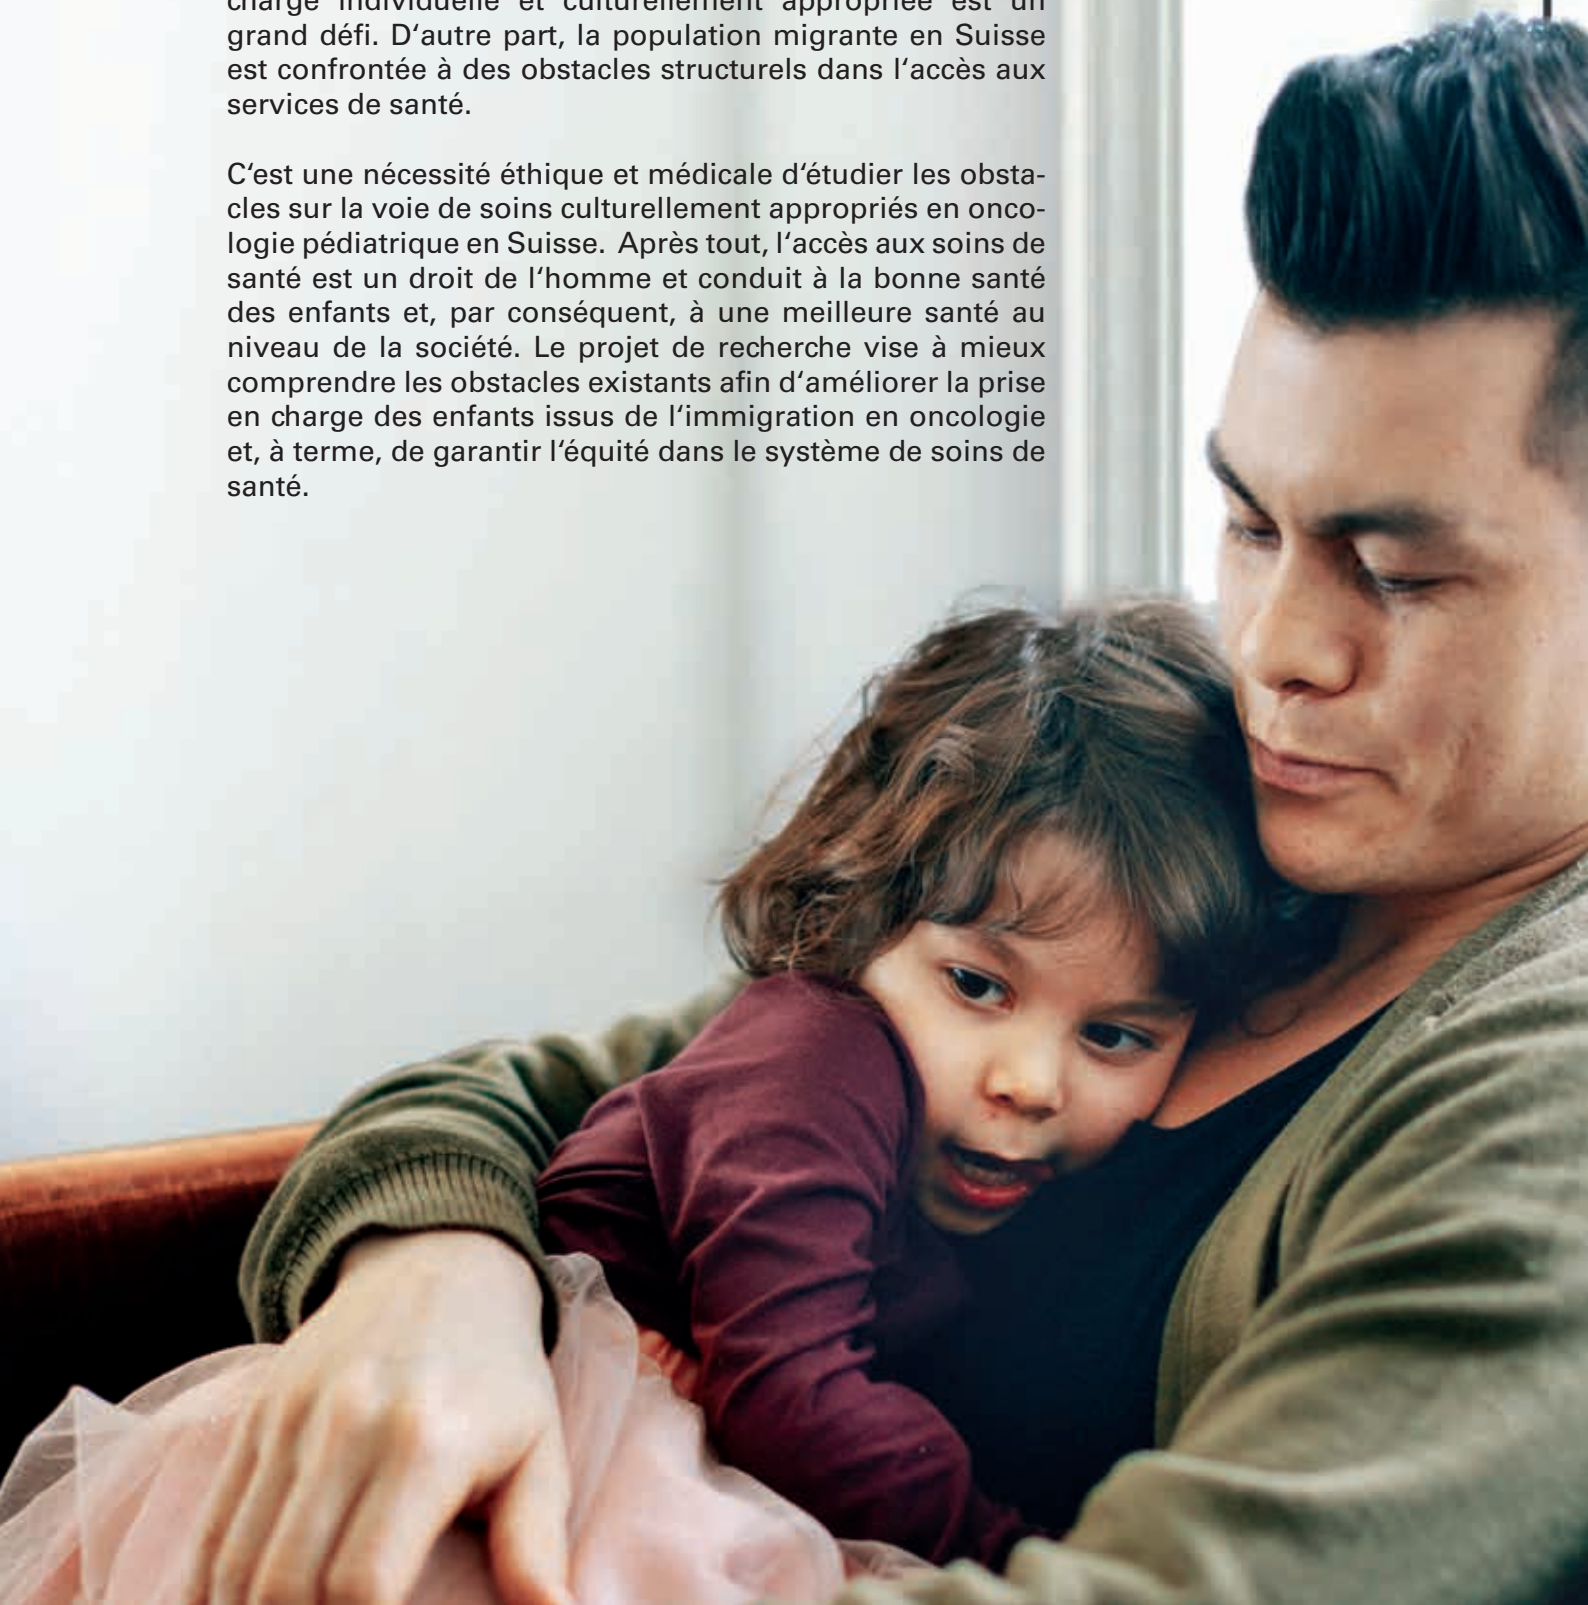 charge individuelle et culturellement appropriée est un
grand défi. D‘autre part, la population migrante en Suisse
est confrontée à des obstacles structurels dans l‘accès aux
services de santé.
C‘est une nécessité éthique et médicale d‘étudier les obsta-
cles sur la voie de soins culturellement appropriés en onco-
logie pédiatrique en Suisse. Après tout, l‘accès aux soins de
santé est un droit de l‘homme et conduit à la bonne santé
des enfants et, par conséquent, à une meilleure santé au
niveau de la société. Le projet de recherche vise à mieux
comprendre les obstacles existants afin d‘améliorer la prise
en charge des enfants issus de l‘immigration en oncologie
et, à terme, de garantir l‘équité dans le système de soins de
santé.